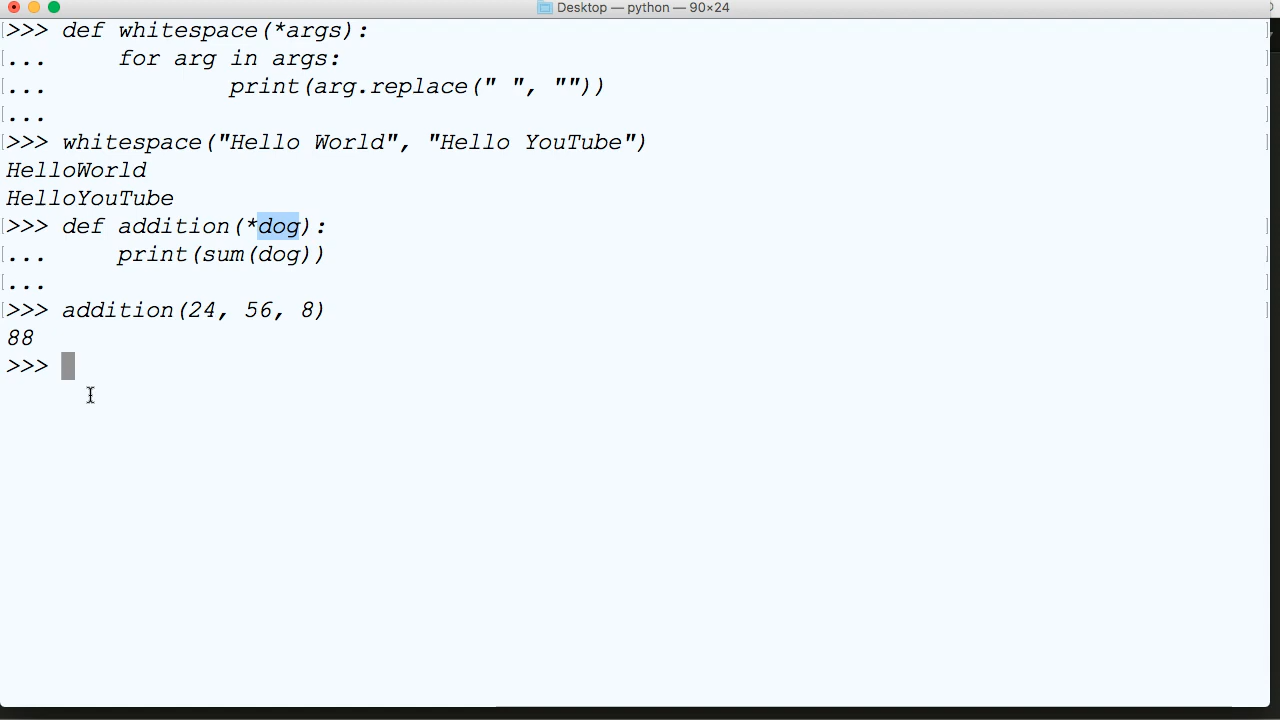 Desktop — python — 90×24
>>> def whitespace(*args):
...     for arg in args:
...             print(arg.replace(" ", ""))
...
>>> whitespace("Hello World", "Hello YouTube")
HelloWorld
HelloYouTube
>>> def addition(*dog):
...     print(sum(dog))
...
>>> addition(24, 56, 8)
88
>>>